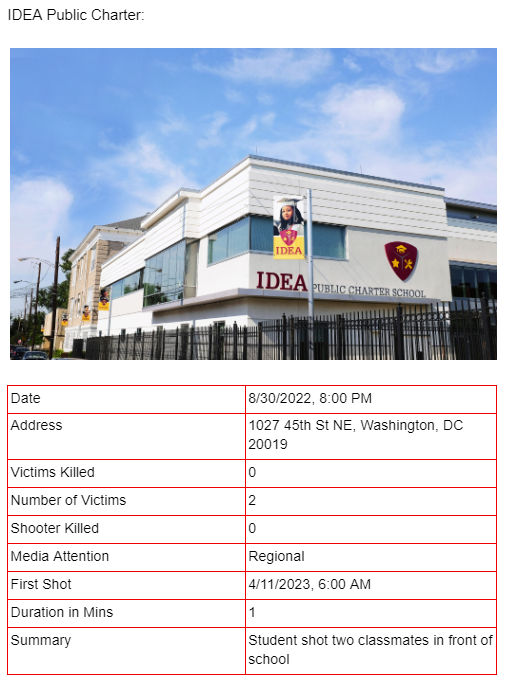 IDEA Public Charter:
IDEA
IDEA PUBLIC CHARTER SCHOOL
Date 8/30/2022, 8:00 PM
Address 1027 45th St NE, Washington, DC
20019
Victims Killed 0
Number of Victims 2
Shooter Killed 0
Media Attention Regional
First Shot 4/11/2023, 6:00 AM
Duration in Mins 1
Summary Student shot two classmates in front of
school